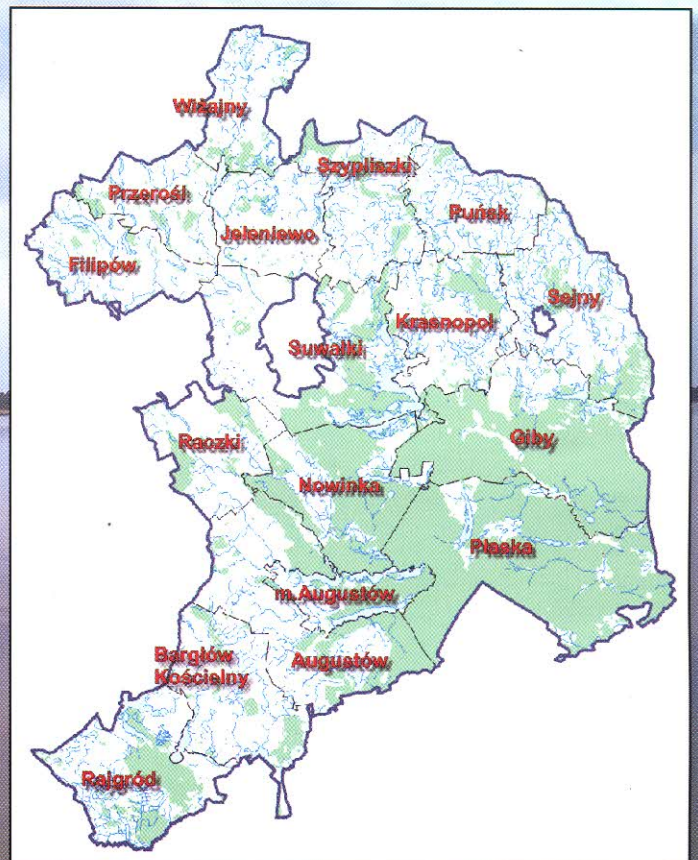 Wiżajny
Szypliszki
Przerośl
Puńsk
Jeleniewo
Filipów
Sejny
Krasnopol
Suwałki
Raczki
Giby
Nowinka
Płaska
m. Augustów
Bargłów
Kościelny
Augustów
Rajgród